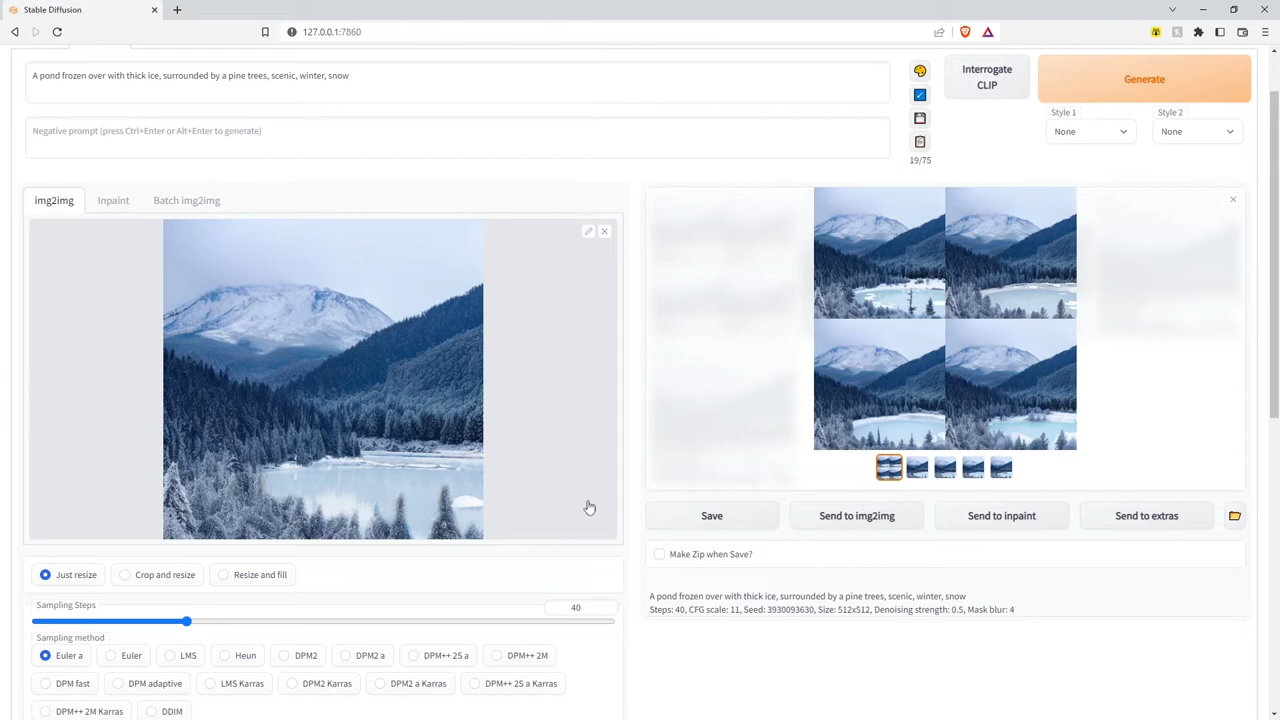 Stable Diffusion
127.0.0.1:7860
A pond frozen over with thick ice, surrounded by a pine trees, scenic, winter, snow
Negative prompt (press Ctrl+Enter or Alt+Enter to generate)
19/75
Interrogate
CLIP
Generate
Style 1
Style 2
None
None
img2img
Inpaint
Batch img2img
Save
Send to img2img
Send to inpaint
Send to extras
Make Zip when Save?
A pond frozen over with thick ice, surrounded by a pine trees, scenic, winter, snow
Steps: 40, CFG scale: 11, Seed: 3930093630, Size: 512x512, Denoising strength: 0.5, Mask blur: 4
Just resize
Crop and resize
Resize and fill
Sampling Steps
40
Sampling method
Euler a
Euler
LMS
Heun
DPM2
DPM2 a
DPM++ 2S a
DPM++ 2M
DPM fast
DPM adaptive
LMS Karras
DPM2 Karras
DPM2 a Karras
DPM++ 2S a Karras
DPM++ 2M Karras
DDIM